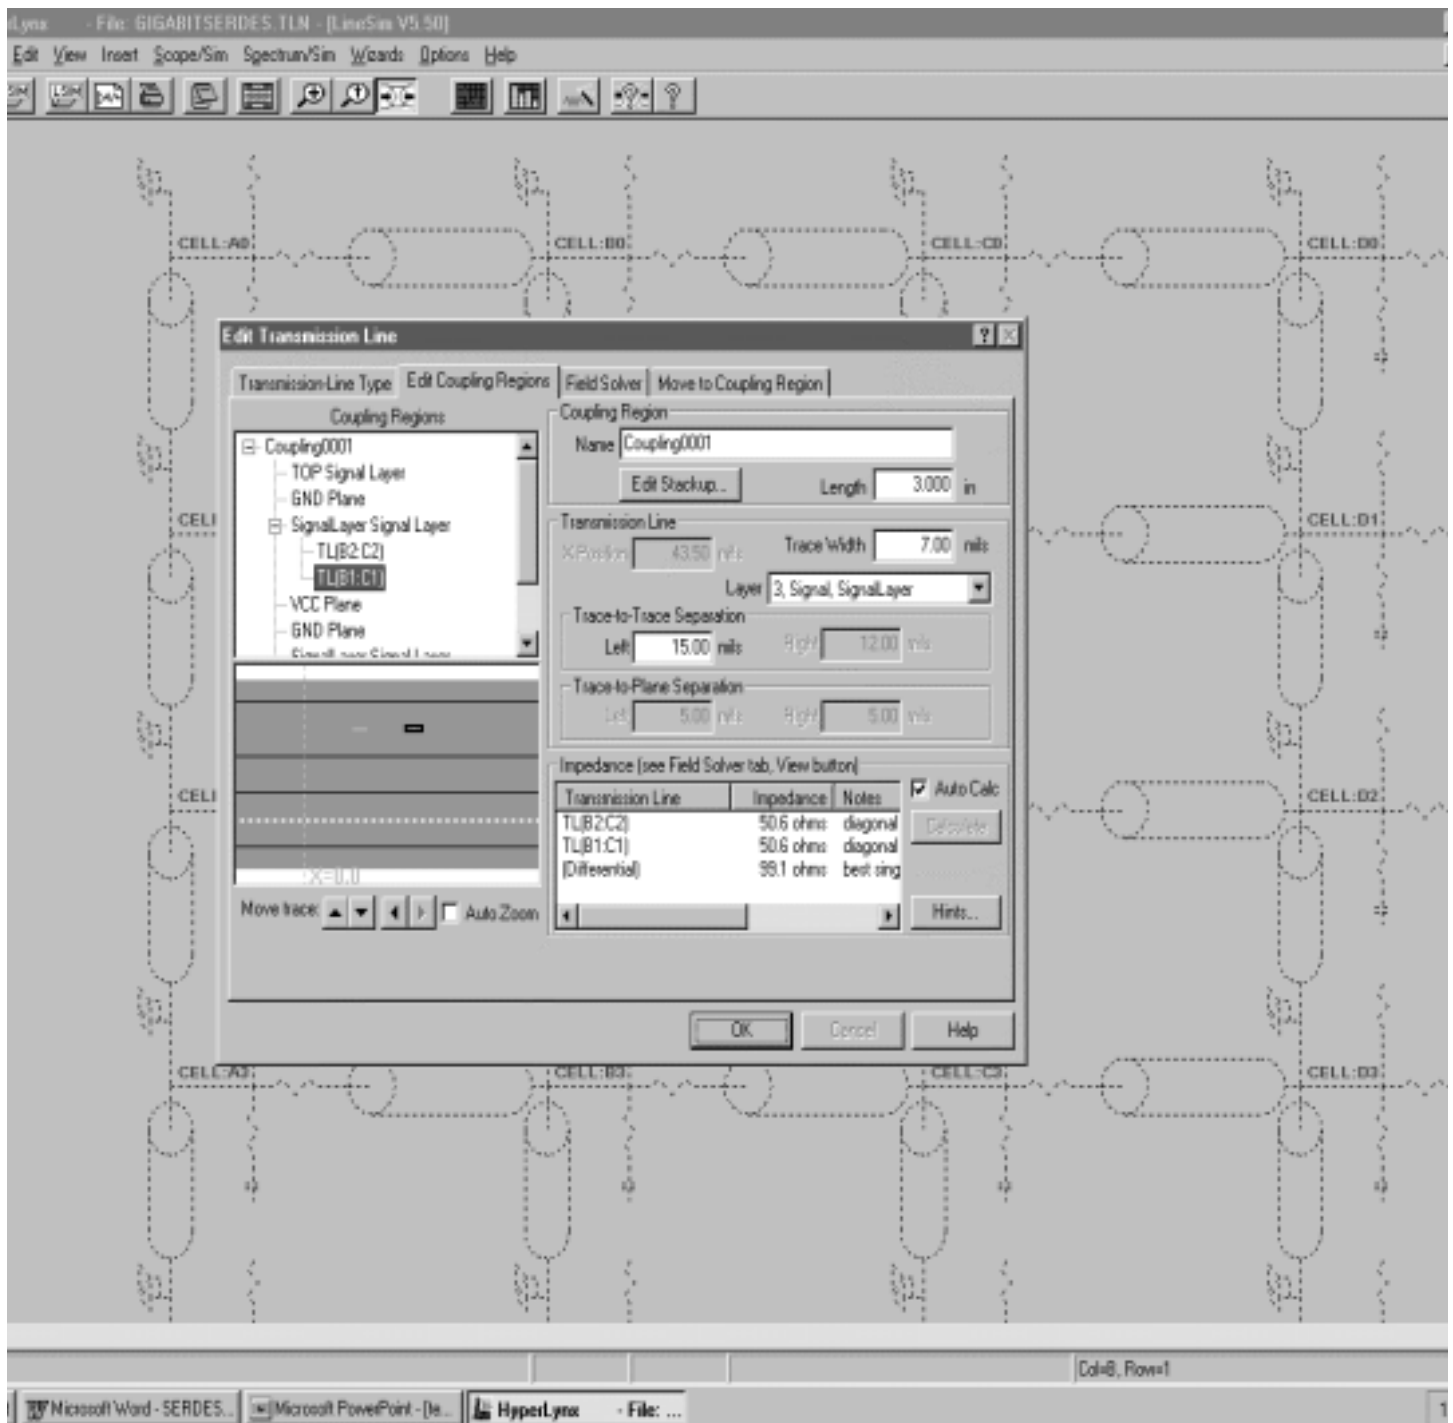 Lynx - File: GIGABITSERDES.TLN - [LineSim V5.50]
Edit View Insert Scope/Sim Spectrum/Sim Wizards Options Help
CELL:A0 CELL:B0 CELL:C0 CELL:D0
Edit Transmission Line
Transmission-Line Type Edit Coupling Regions Field Solver Move to Coupling Region
Coupling Regions
Coupling0001
TOP Signal Layer
GND Plane
SignalLayer Signal Layer
TL(B2:C2)
TL(B1:C1)
VCC Plane
GND Plane
SignalLayer Signal Layer
X=0.0
Move trace: Auto Zoom
Coupling Region
Name Coupling0001
Edit Stackup... Length 3.000 in
Transmission Line
X-Position 43.50 mils Trace Width 7.00 mils
Layer 3, Signal, SignalLayer
Trace-to-Trace Separation
Left 15.00 mils Right 12.00 mils
Trace-to-Plane Separation
Left 5.00 mils Right 5.00 mils
Impedance (see Field Solver tab, View button)
Transmission Line Impedance Notes
TL(B2:C2) 50.6 ohms diagonal
TL(B1:C1) 50.6 ohms diagonal
(Differential) 99.1 ohms best sing
Auto Calc
Calculate
Hints...
OK Cancel Help
CELL CELL:D1
CELL CELL:D2
CELL:A3 CELL:B3 CELL:C3 CELL:D3
Col=B, Row=1
Microsoft Word - SERDES... Microsoft PowerPoint - [te... HyperLynx - File: ...